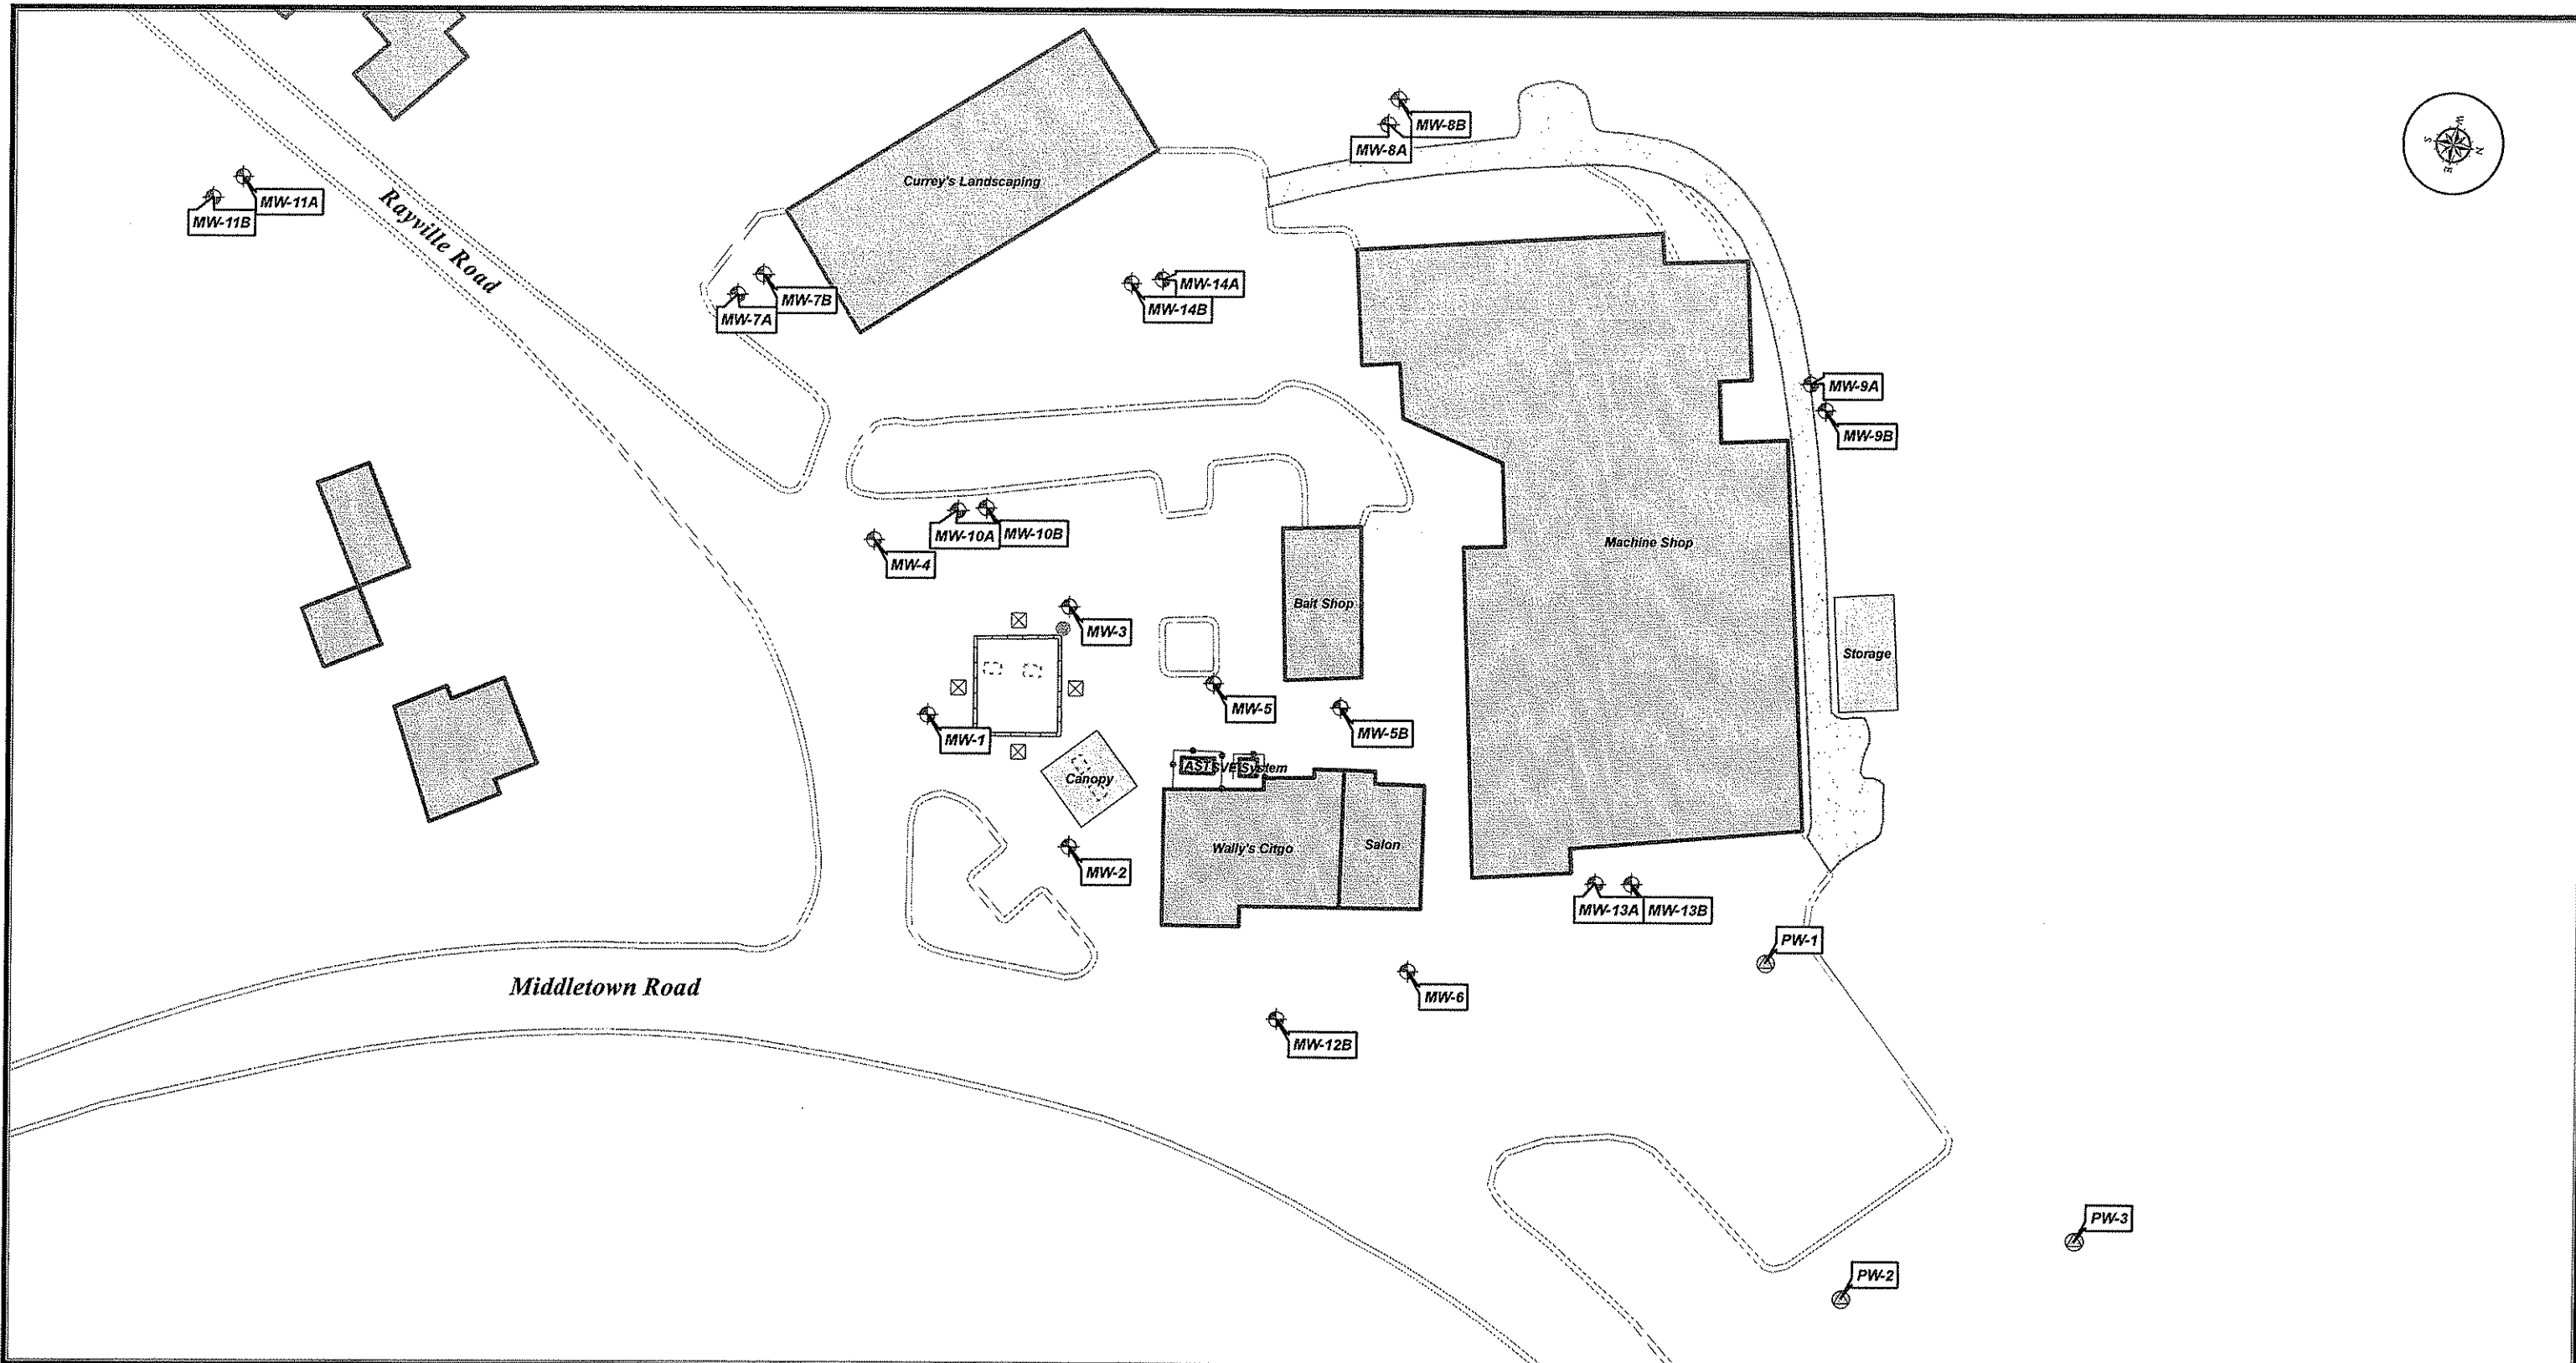 MW-8B
MW-8A
W
N
S
E
Currey's Landscaping
MW-11A
MW-11B
Rayville Road
MW-7B
MW-7A
MW-14A
MW-14B
MW-9A
MW-9B
MW-10A
MW-10B
MW-4
Machine Shop
Bait Shop
MW-3
Storage
MW-5
MW-5B
MW-1
AST
SVE System
Canopy
Wally's Citgo
Salon
MW-2
MW-13A
MW-13B
PW-1
Middletown Road
MW-6
MW-12B
PW-3
PW-2